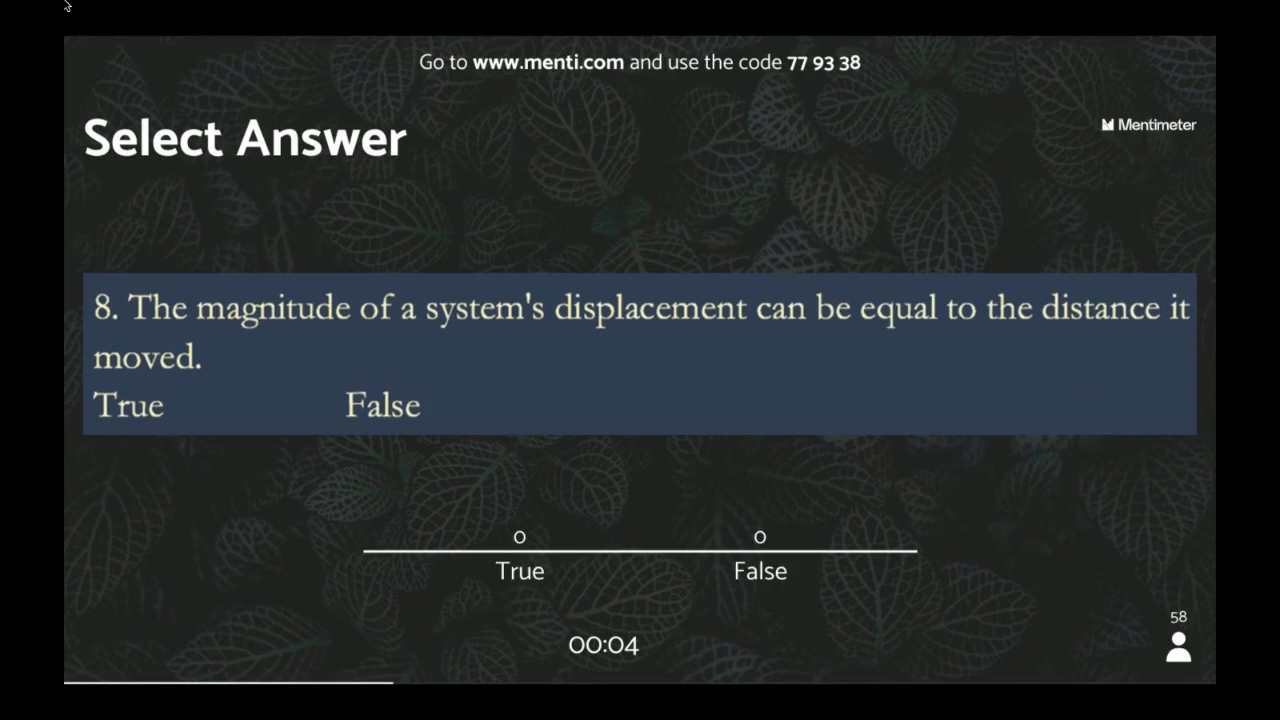 Go to www.menti.com and use the code 77 93 38
Select Answer
Mentimeter
8. The magnitude of a system's displacement can be equal to the distance it
moved.
True False
0 0
True False
58
00:04